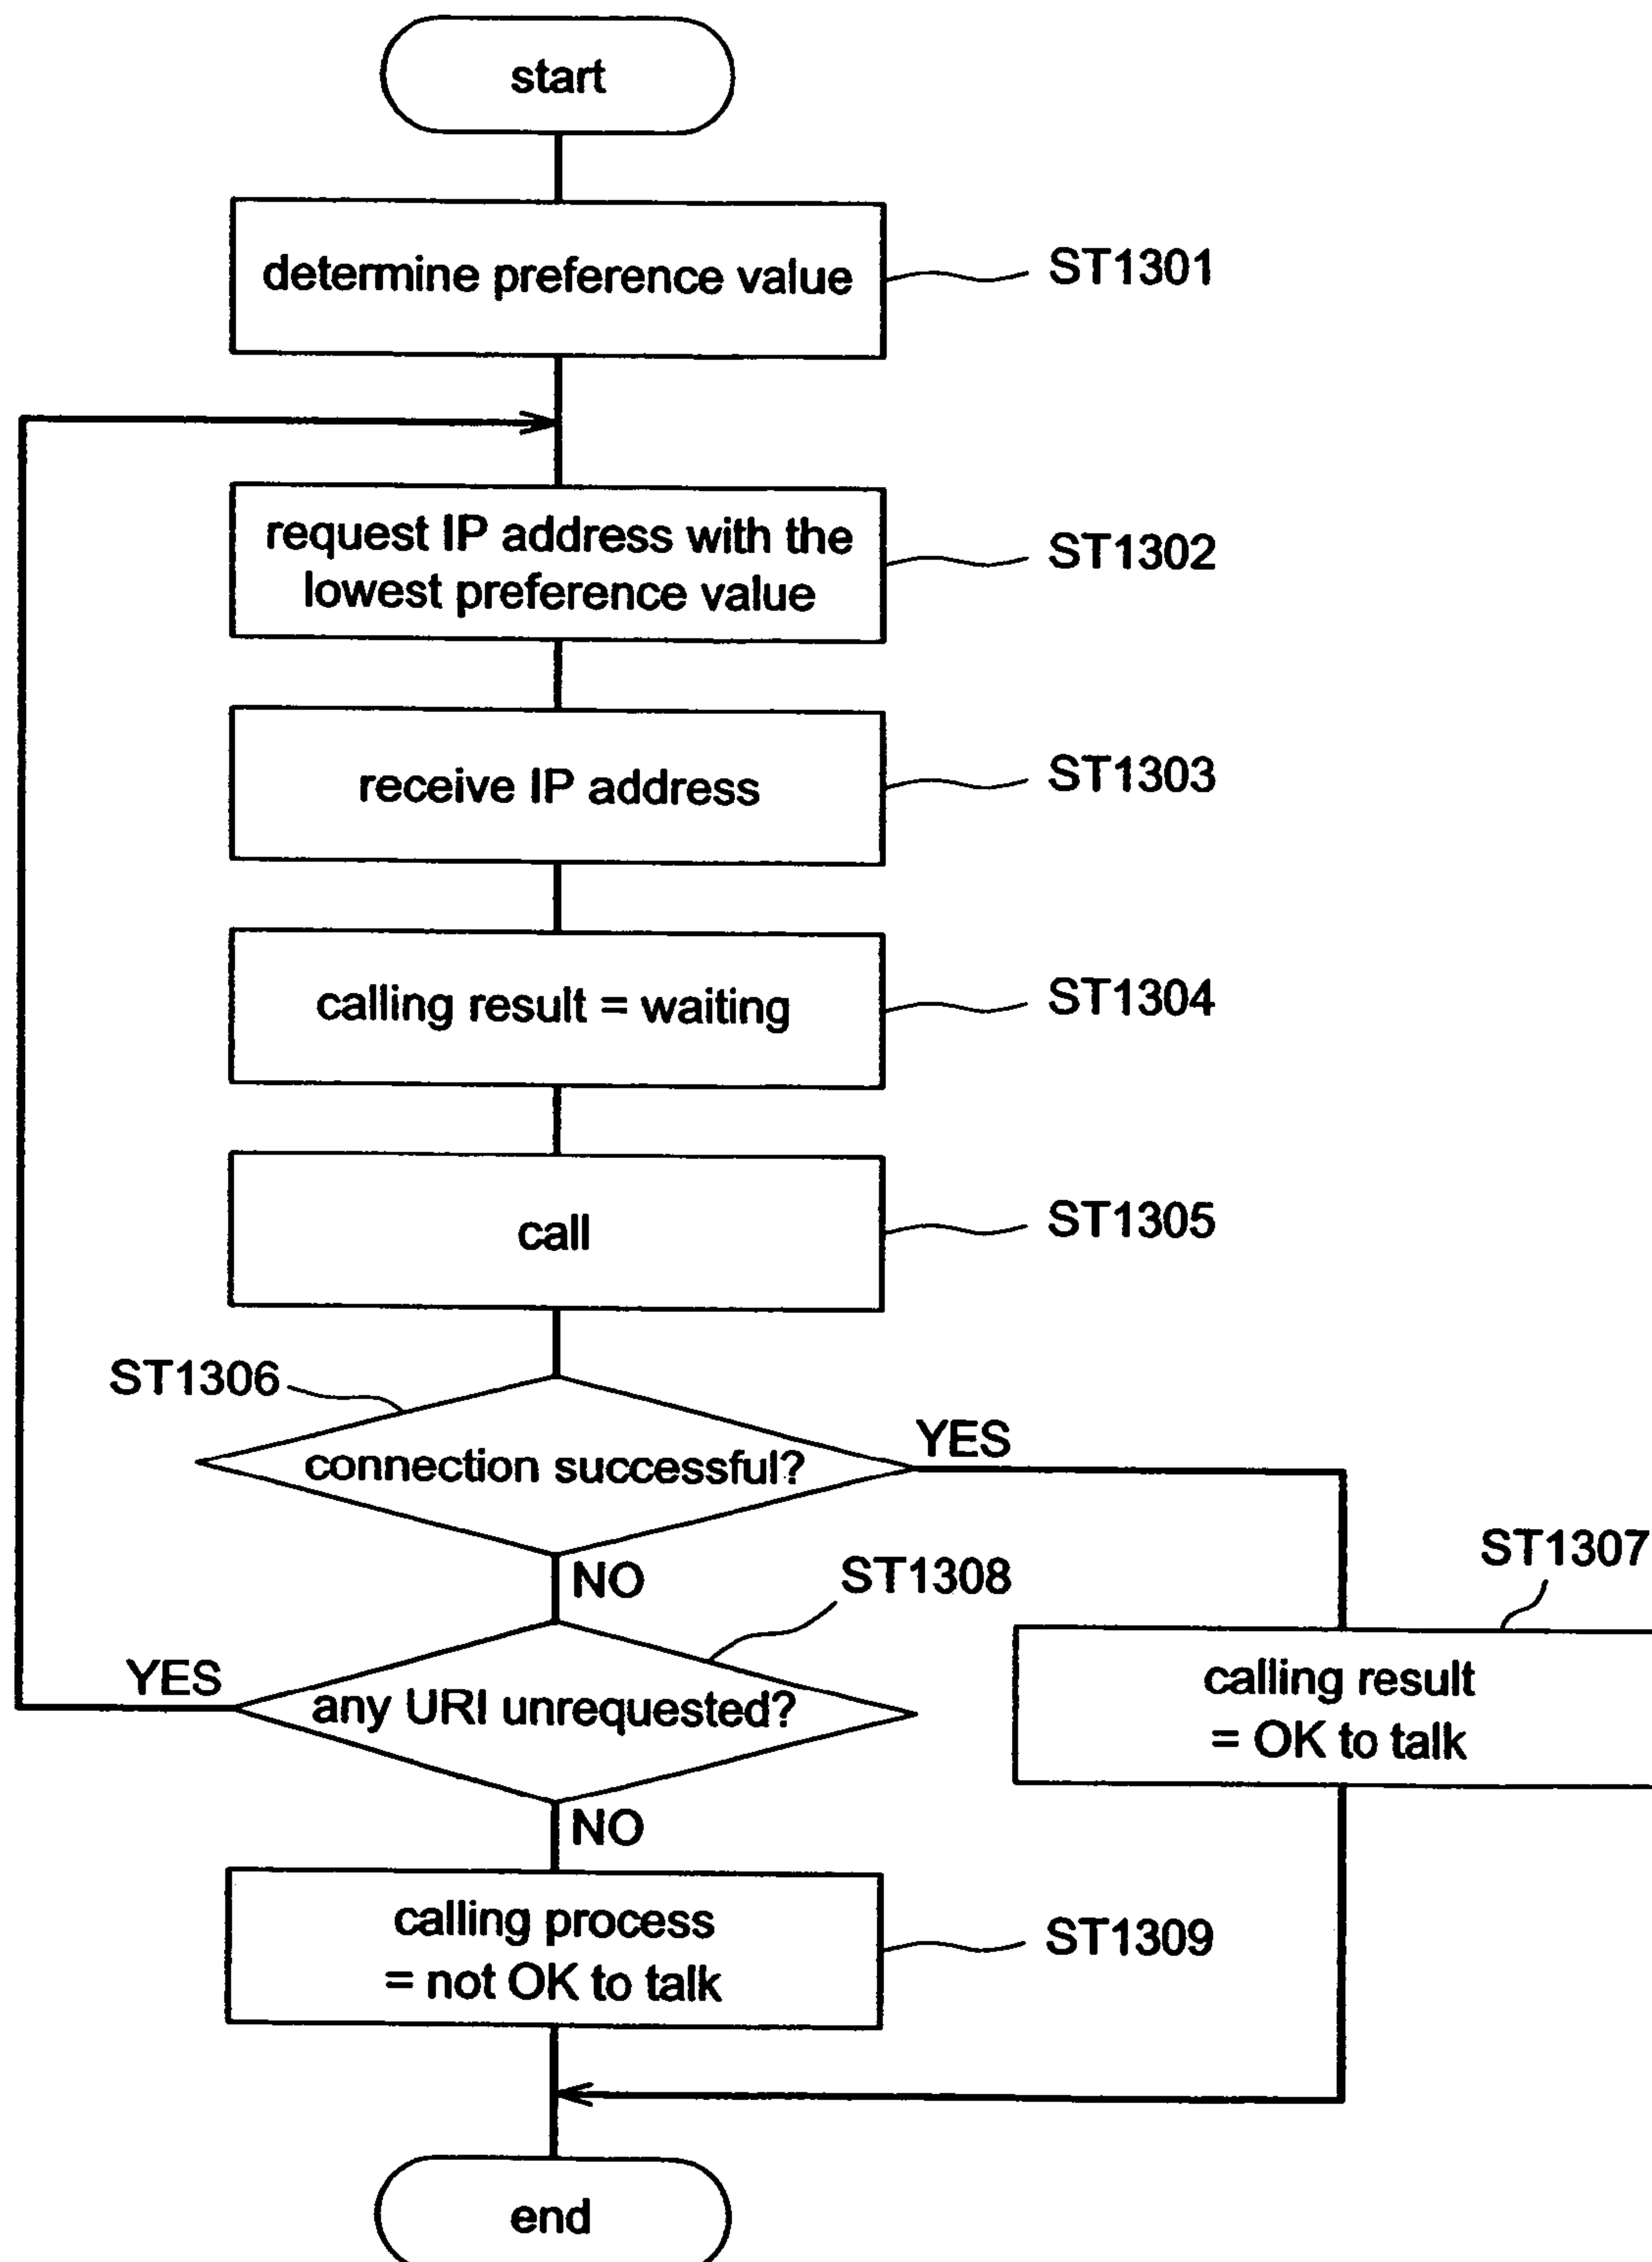 start
determine preference value
ST1301
request IP address with the
lowest preference value
ST1302
receive IP address
ST1303
calling result = waiting
ST1304
call
ST1305
ST1306
connection successful?
YES
NO
ST1307
calling result
= OK to talk
ST1308
any URI unrequested?
YES
NO
calling process
= not OK to talk
ST1309
end